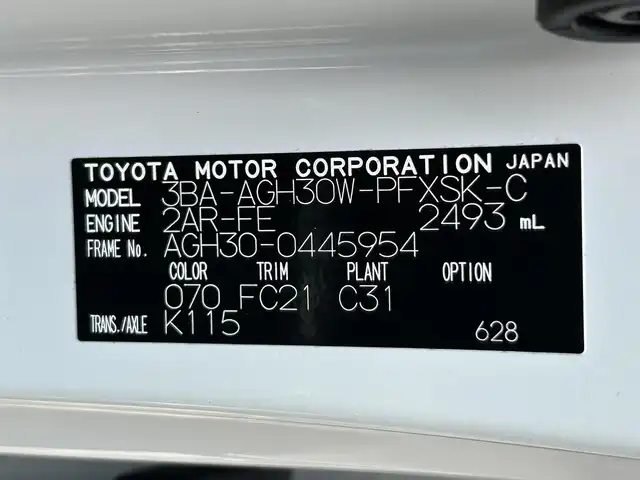 TOYOTA MOTOR CORPORATION JAPAN
MODEL 3BA-AGH30W-PFXSK-C
ENGINE 2AR-FE 2493 mL
FRAME No. AGH30-0445954
COLOR TRIM PLANT OPTION
070 FC21 C31
TRANS./AXLE K115
628